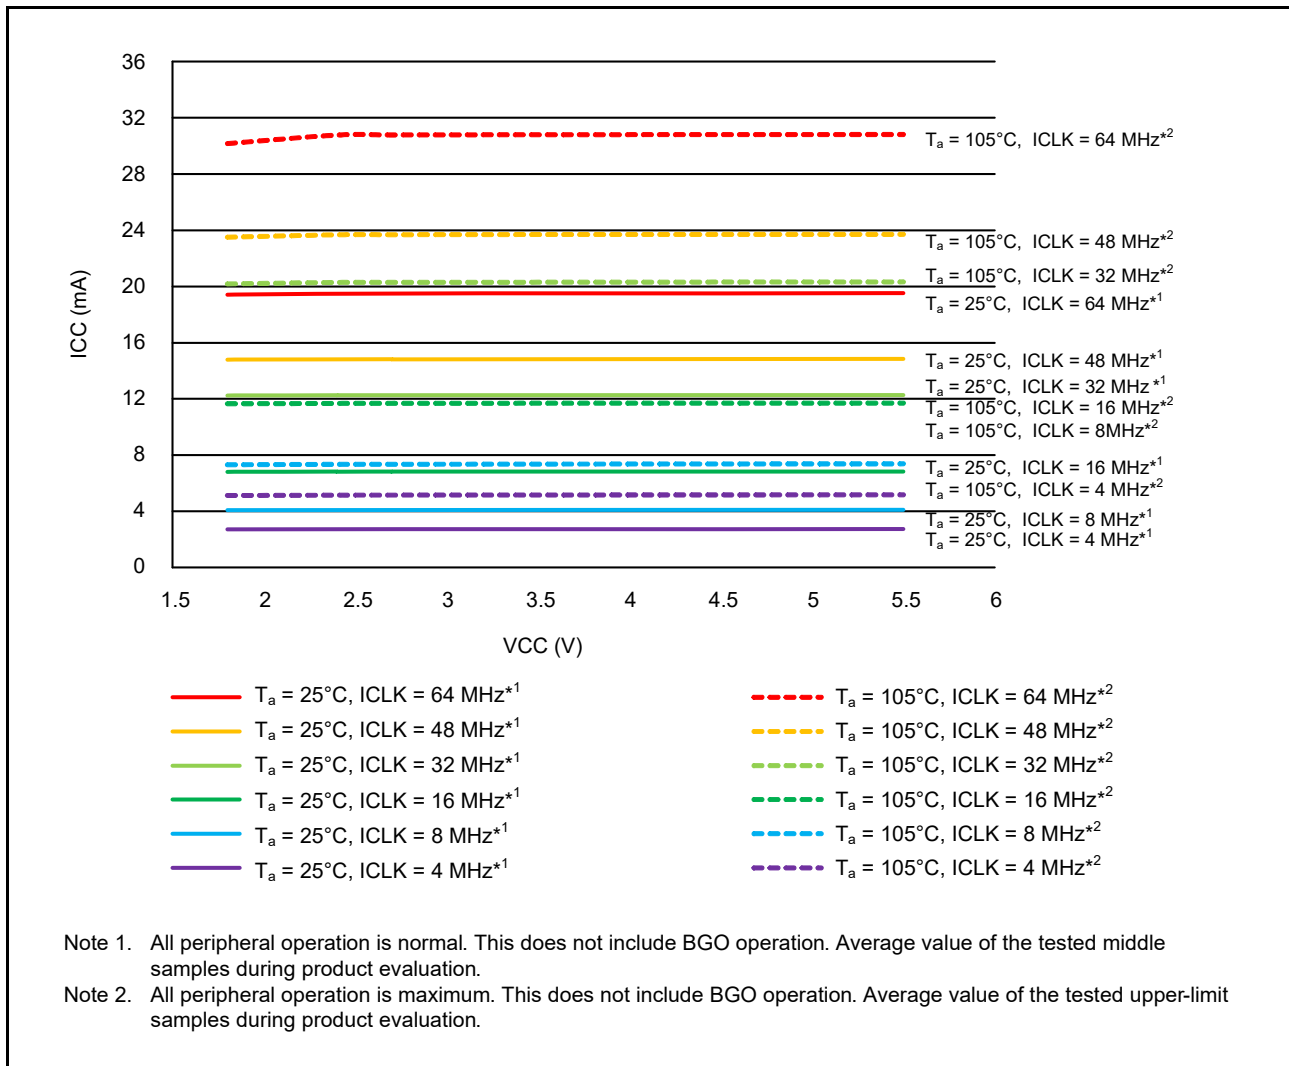 36
32
28
24
20
16
12
8
4
0
ICC (mA)
1.5 2 2.5 3 3.5 4 4.5 5 5.5 6
VCC (V)
Ta = 105°C, ICLK = 64 MHz*2
Ta = 105°C, ICLK = 48 MHz*2
Ta = 105°C, ICLK = 32 MHz*2
Ta = 25°C, ICLK = 64 MHz*1
Ta = 25°C, ICLK = 48 MHz*1
Ta = 25°C, ICLK = 32 MHz *1
Ta = 105°C, ICLK = 16 MHz*2
Ta = 105°C, ICLK = 8MHz*2
Ta = 25°C, ICLK = 16 MHz*1
Ta = 105°C, ICLK = 4 MHz*2
Ta = 25°C, ICLK = 8 MHz*1
Ta = 25°C, ICLK = 4 MHz*1
Ta = 25°C, ICLK = 64 MHz*1
Ta = 25°C, ICLK = 48 MHz*1
Ta = 25°C, ICLK = 32 MHz*1
Ta = 25°C, ICLK = 16 MHz*1
Ta = 25°C, ICLK = 8 MHz*1
Ta = 25°C, ICLK = 4 MHz*1
Ta = 105°C, ICLK = 64 MHz*2
Ta = 105°C, ICLK = 48 MHz*2
Ta = 105°C, ICLK = 32 MHz*2
Ta = 105°C, ICLK = 16 MHz*2
Ta = 105°C, ICLK = 8 MHz*2
Ta = 105°C, ICLK = 4 MHz*2
Note 1. All peripheral operation is normal. This does not include BGO operation. Average value of the tested middle
samples during product evaluation.
Note 2. All peripheral operation is maximum. This does not include BGO operation. Average value of the tested upper-limit
samples during product evaluation.